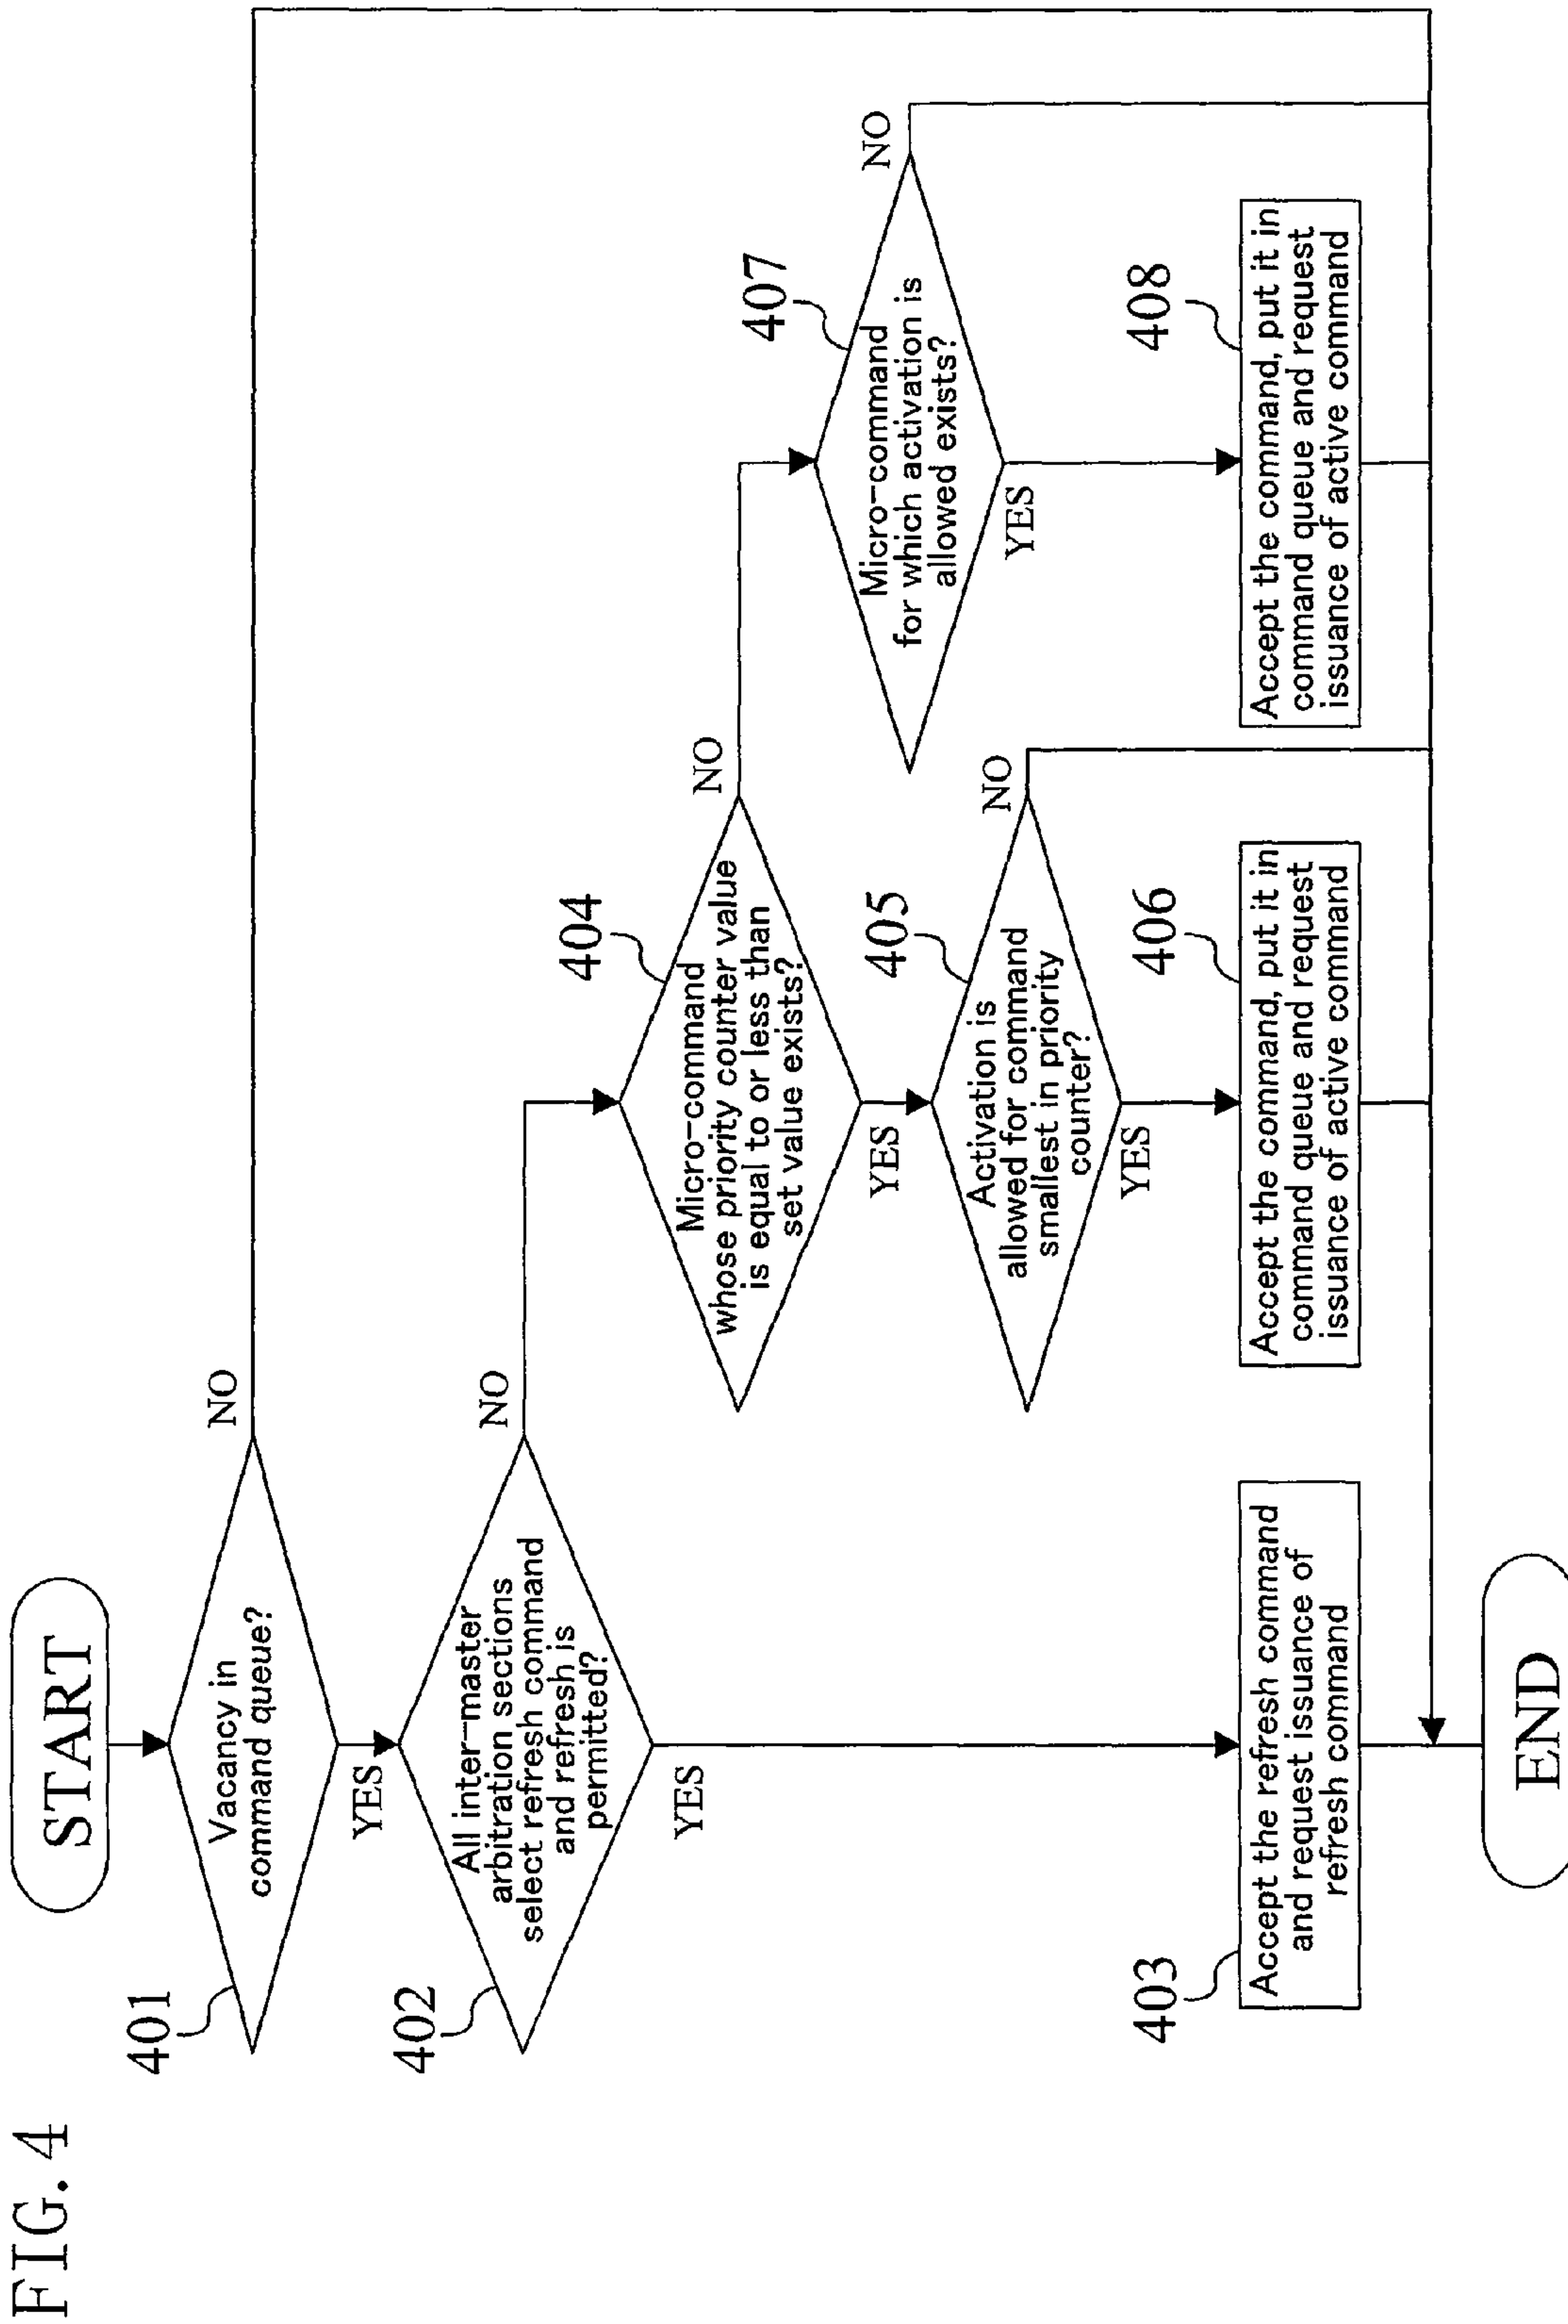 FIG. 4
START
401
Vacancy in
command queue?
NO
YES
402
All inter-master
arbitration sections
select refresh command
and refresh is
permitted?
NO
YES
403
Accept the refresh command
and request issuance of
refresh command
404
Micro-command
whose priority counter value
is equal to or less than
set value exists?
NO
YES
405
Activation is
allowed for command
smallest in priority
counter?
NO
YES
406
Accept the command, put it in
command queue and request
issuance of active command
407
Micro-command
for which activation is
allowed exists?
NO
YES
408
Accept the command, put it in
command queue and request
issuance of active command
END